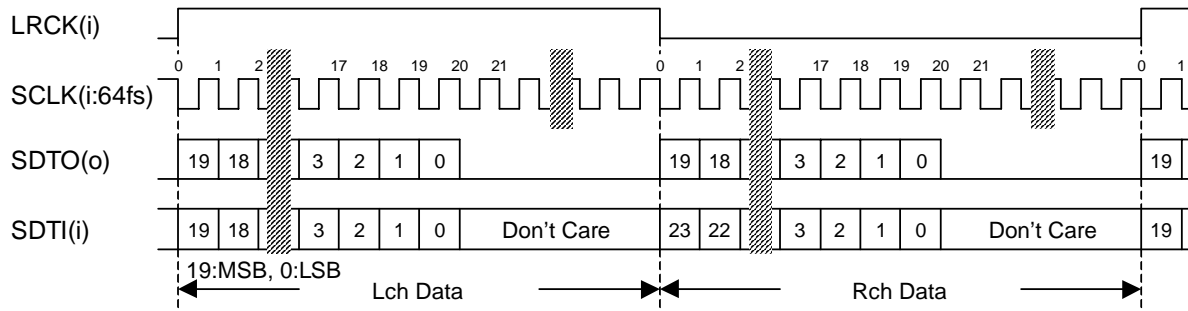 LRCK(i)
0 1 2 17 18 19 20 21 0 1 2 17 18 19 20 21 0 1
SCLK(i:64fs)
SDTO(o) 19 18 3 2 1 0 19 18 3 2 1 0 19
SDTI(i) 19 18 3 2 1 0 Don't Care 23 22 3 2 1 0 Don't Care 19
19:MSB, 0:LSB
Lch Data Rch Data